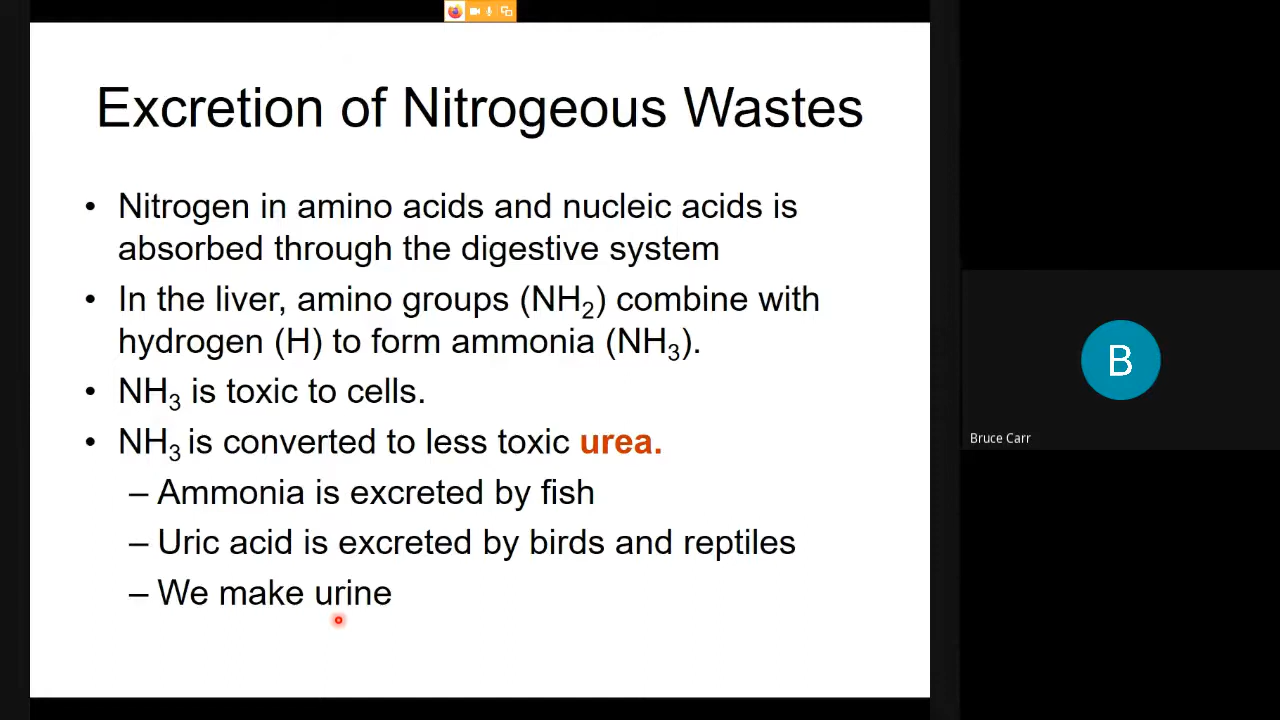 Excretion of Nitrogeous Wastes
• Nitrogen in amino acids and nucleic acids is
absorbed through the digestive system
• In the liver, amino groups (NH₂) combine with
hydrogen (H) to form ammonia (NH₃).
• NH₃ is toxic to cells.
• NH₃ is converted to less toxic urea.
– Ammonia is excreted by fish
– Uric acid is excreted by birds and reptiles
– We make urine
B
Bruce Carr